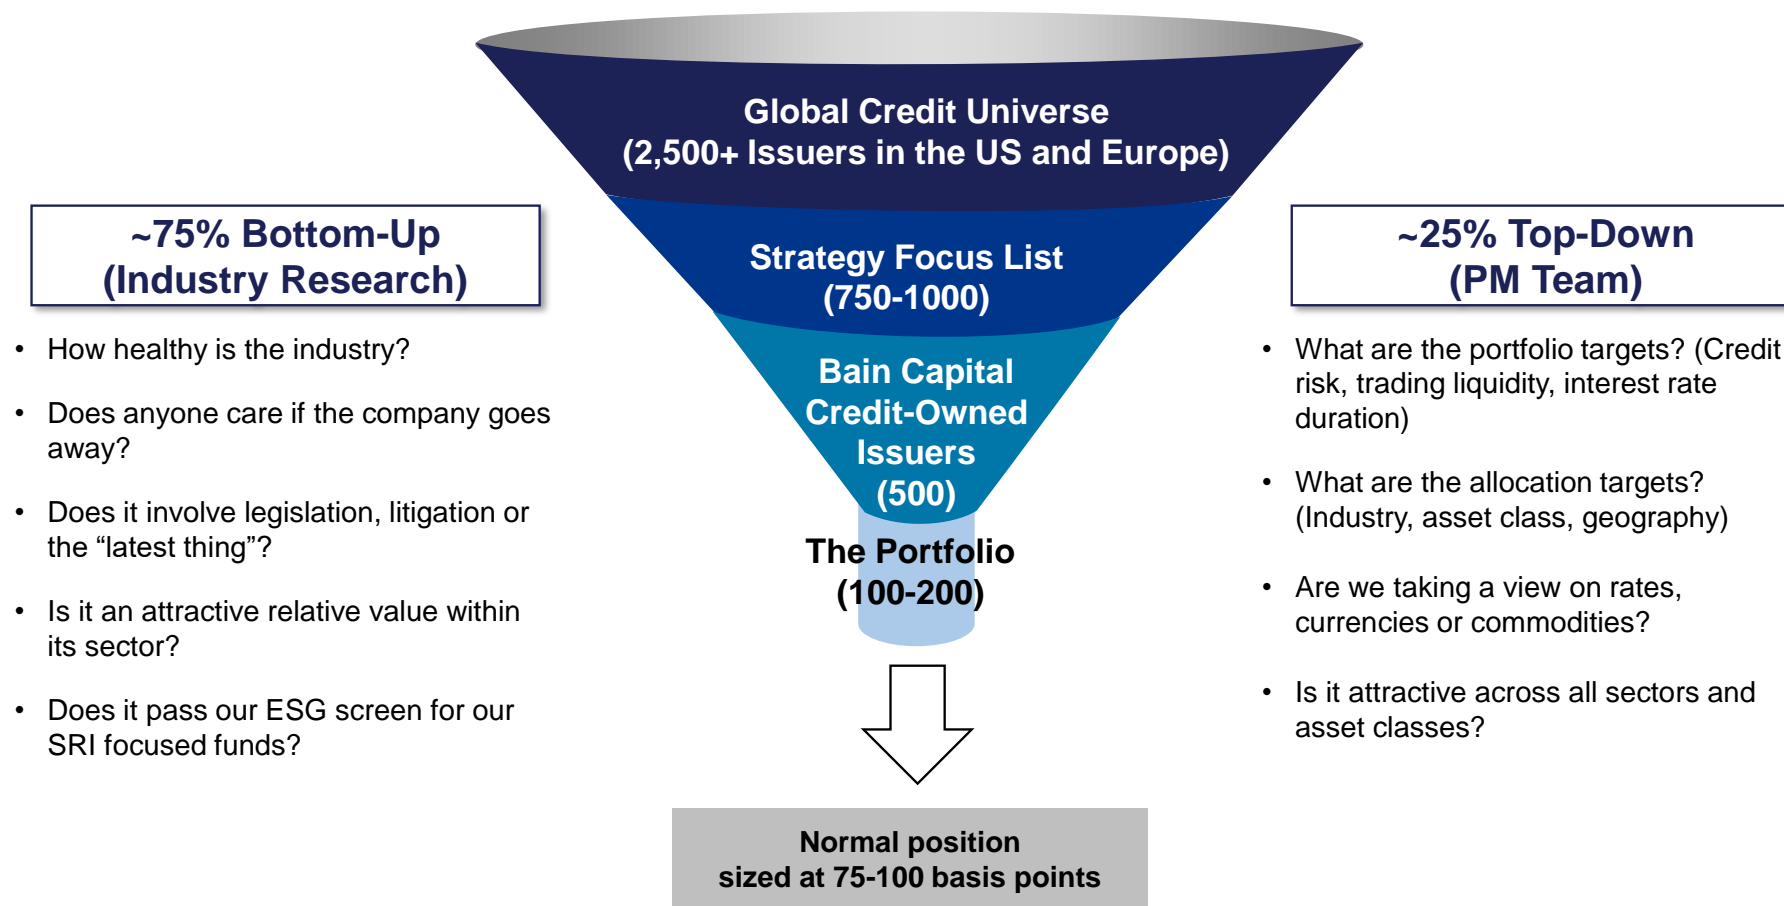 Global Credit Universe
(2,500+ Issuers in the US and Europe)
Strategy Focus List
(750-1000)
Bain Capital
Credit-Owned
Issuers
(500)
The Portfolio
(100-200)
Normal position
sized at 75-100 basis points
~75% Bottom-Up
(Industry Research)
• How healthy is the industry?
• Does anyone care if the company goes
away?
• Does it involve legislation, litigation or
the “latest thing”?
• Is it an attractive relative value within
its sector?
• Does it pass our ESG screen for our
SRI focused funds?
~25% Top-Down
(PM Team)
• What are the portfolio targets? (Credit
risk, trading liquidity, interest rate
duration)
• What are the allocation targets?
(Industry, asset class, geography)
• Are we taking a view on rates,
currencies or commodities?
• Is it attractive across all sectors and
asset classes?